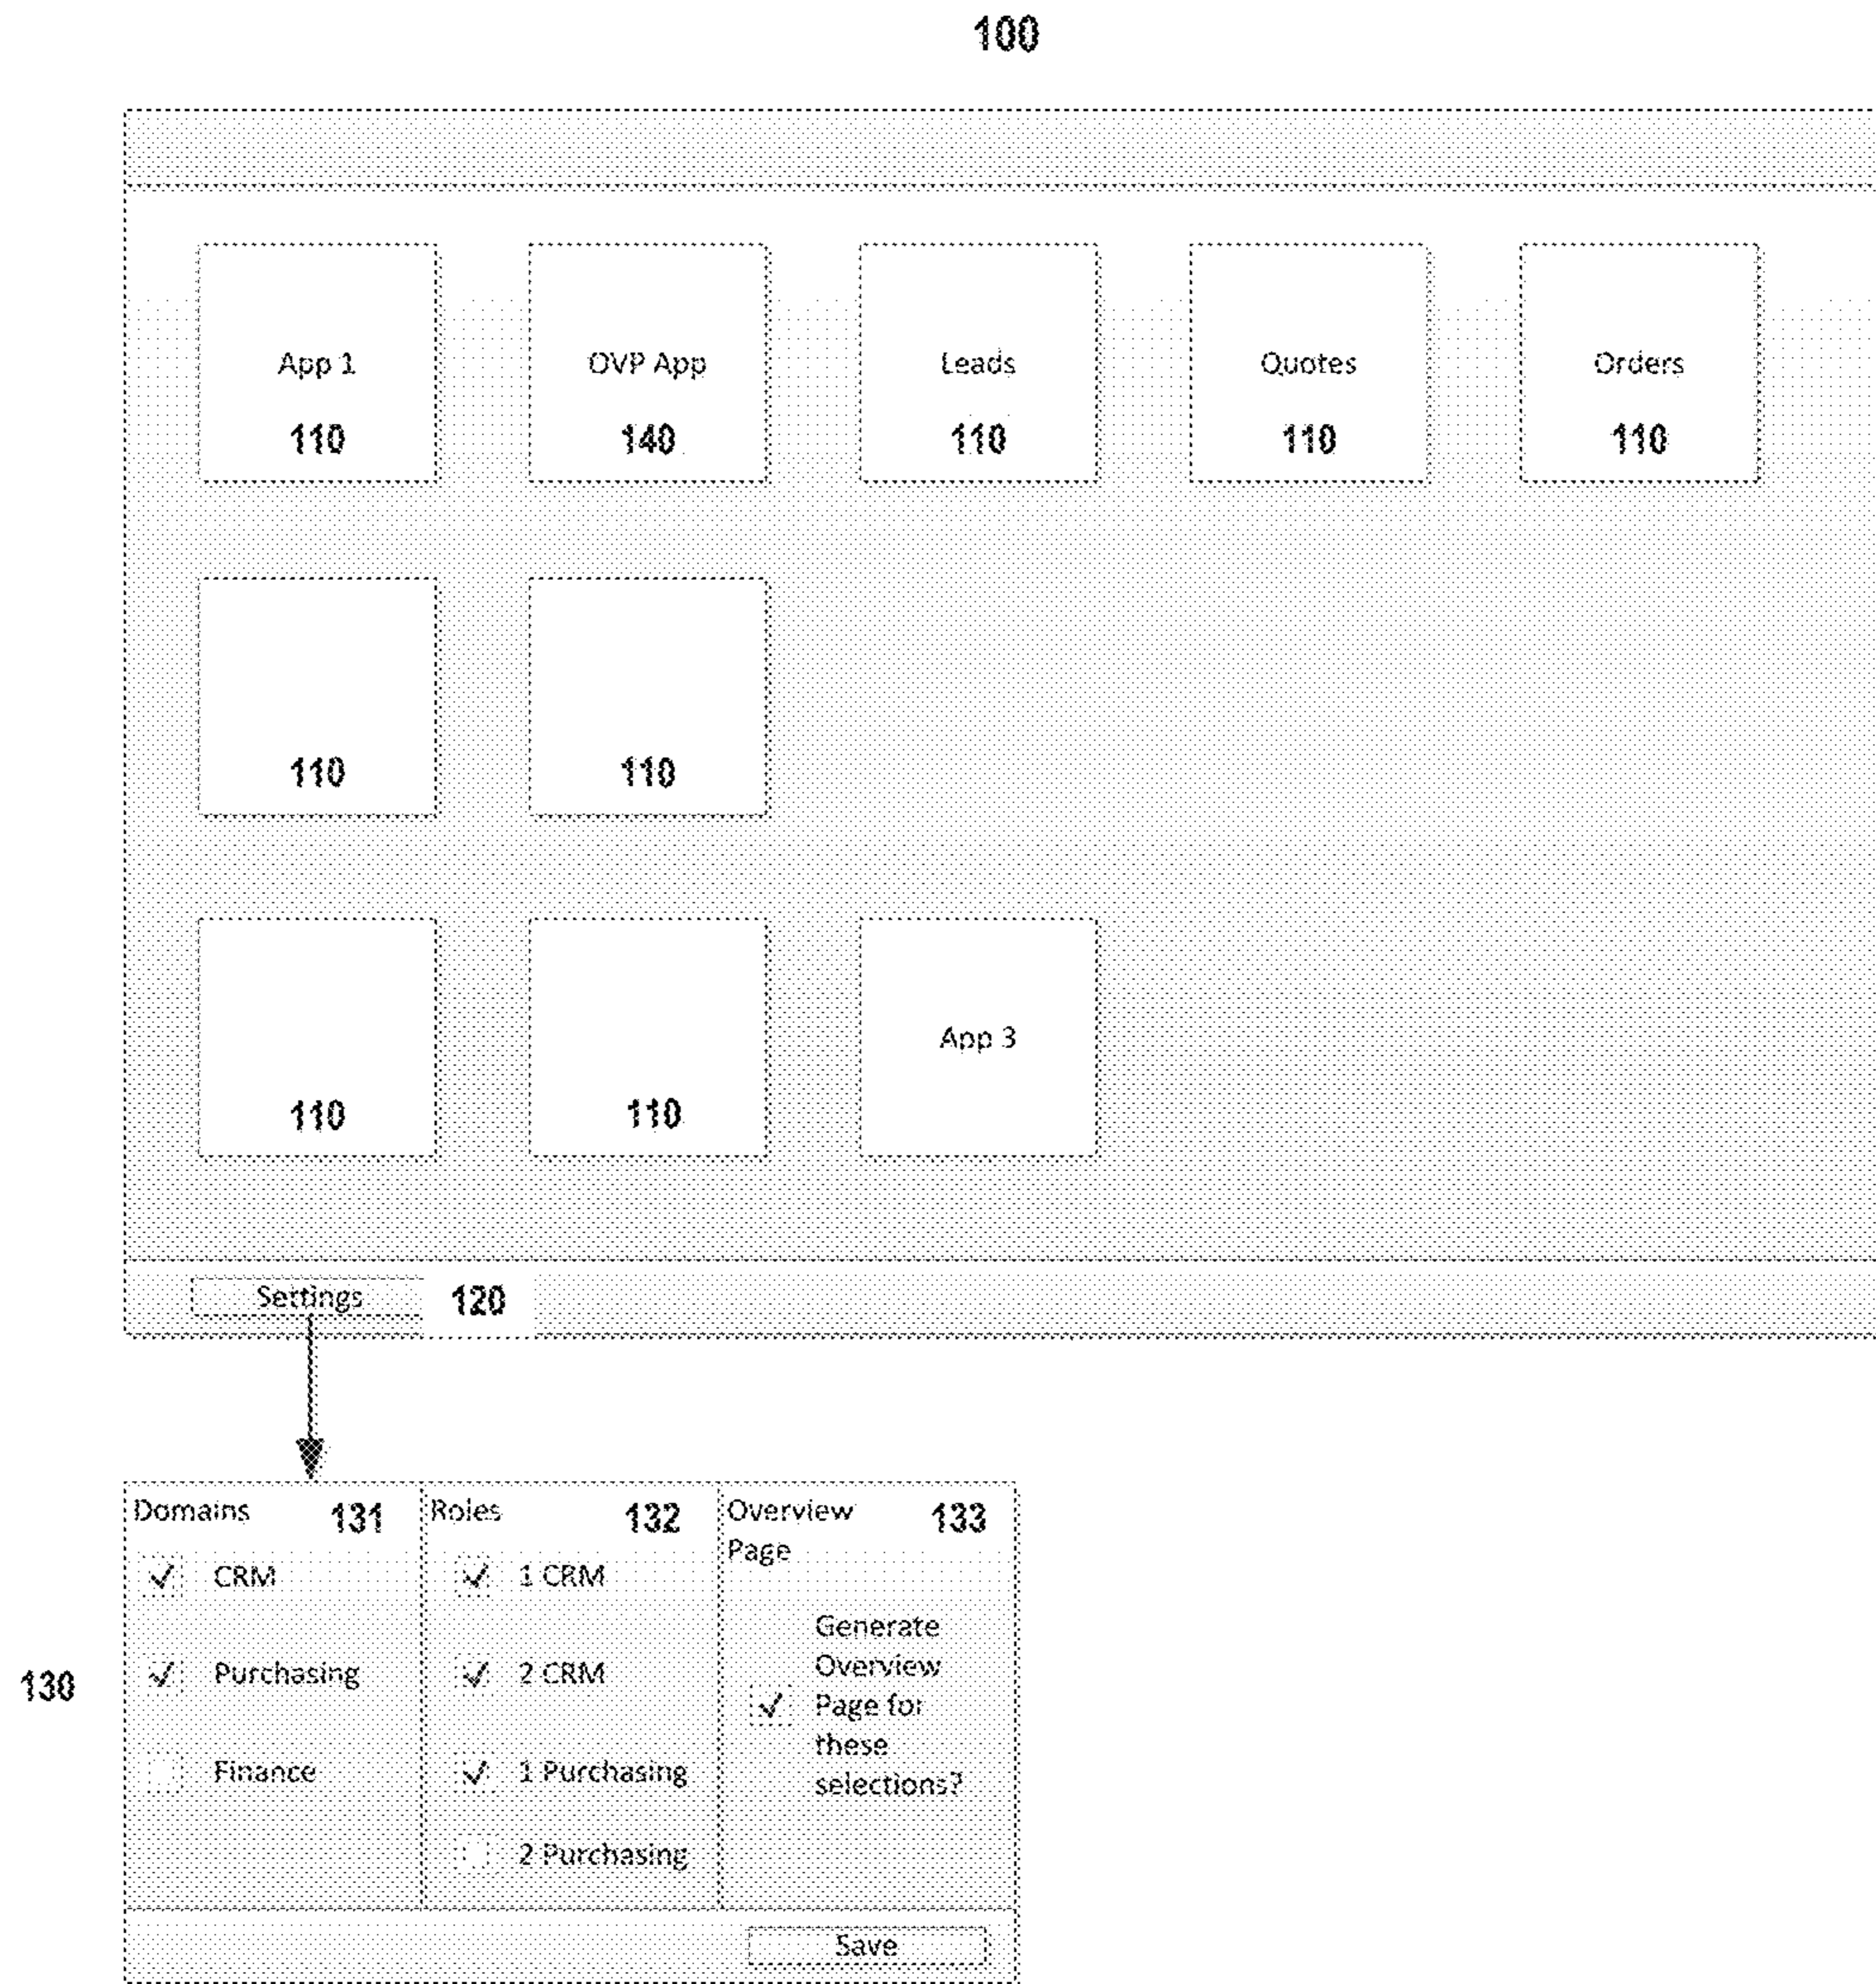 100
App 1
OVP App
Leads
Quotes
Orders
110
140
110
110
110
110
110
App 3
110
110
Settings
120
Domains
131
Roles
132
Overview
Page
133
CRM
1 CRM
Generate
Overview
Page for
these
selections?
Purchasing
2 CRM
130
Finance
1 Purchasing
2 Purchasing
Save